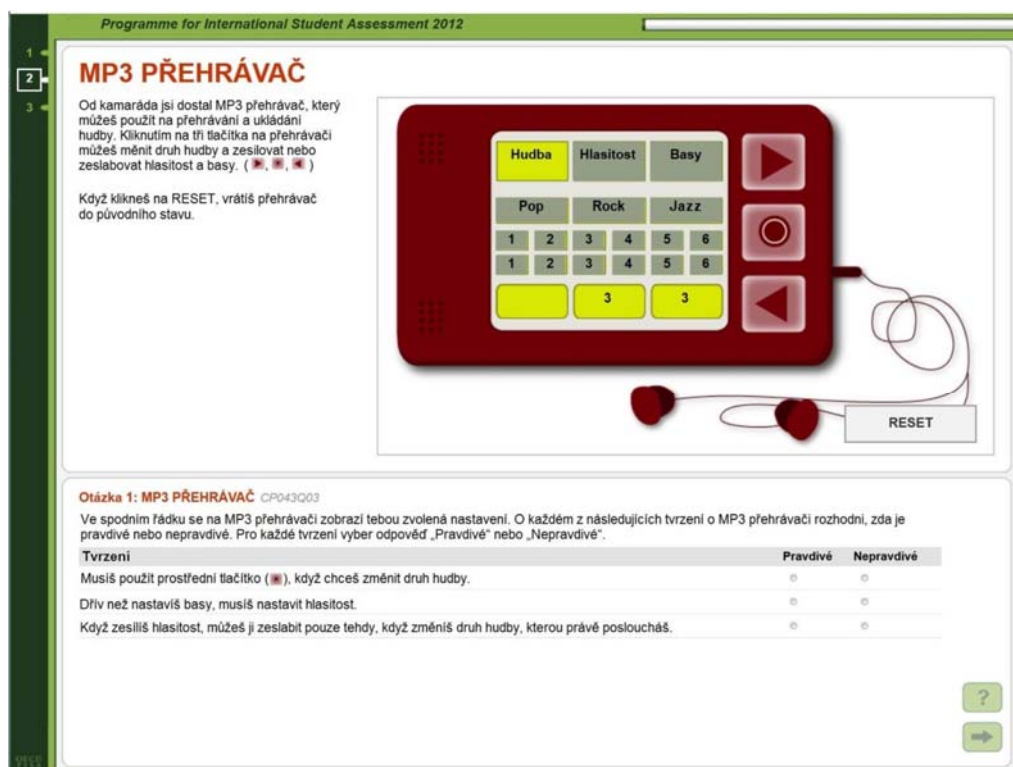 Programme for International Student Assessment 2012
1
2
3
MP3 PŘEHRÁVAČ
Od kamaráda jsi dostal MP3 přehrávač, který
můžeš použít na přehrávání a ukládání
hudby. Kliknutím na tři tlačítka na přehrávači
můžeš měnit druh hudby a zesilovat nebo
zeslabovat hlasitost a basy. ( , , )
Když klikneš na RESET, vrátíš přehrávač
do původního stavu.
Hudba Hlasitost Basy
Pop Rock Jazz
1 2 3 4 5 6
1 2 3 4 5 6
3 3
RESET
Otázka 1: MP3 PŘEHRÁVAČ CP043Q03
Ve spodním řádku se na MP3 přehrávači zobrazí tebou zvolená nastavení. O každém z následujících tvrzení o MP3 přehrávači rozhodni, zda je
pravdivé nebo nepravdivé. Pro každé tvrzení vyber odpověď „Pravdivé“ nebo „Nepravdivé“.
Tvrzení Pravdivé Nepravdivé
Musíš použít prostřední tlačítko ( ), když chceš změnit druh hudby.
Dřív než nastavíš basy, musíš nastavit hlasitost.
Když zesílíš hlasitost, můžeš ji zeslabit pouze tehdy, když změníš druh hudby, kterou právě posloucháš.
?